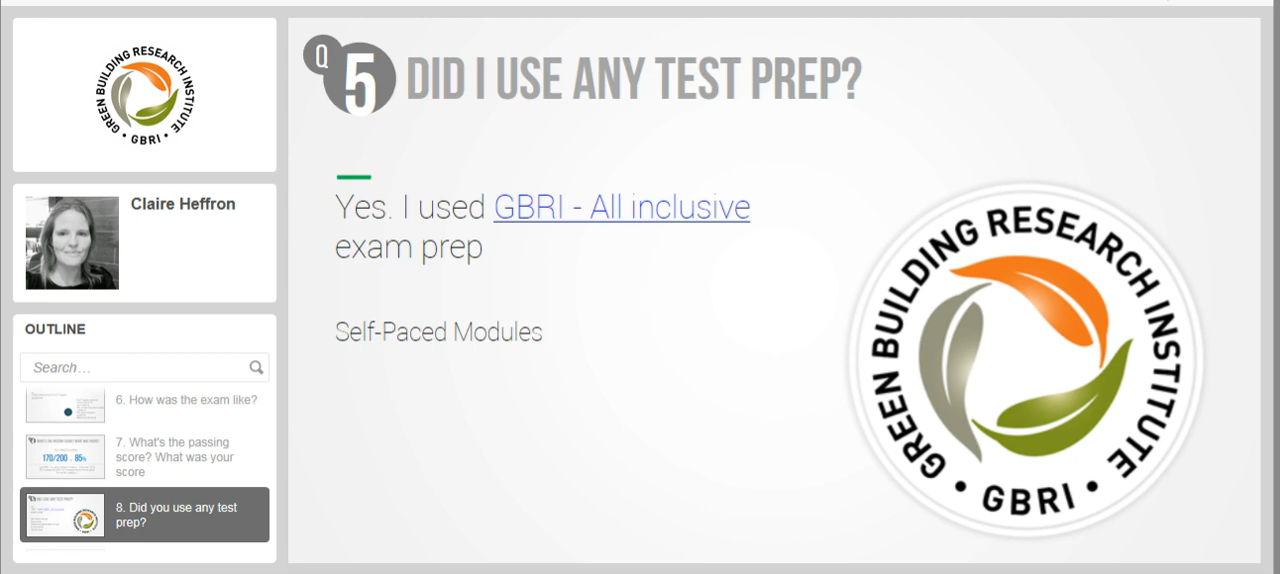 GREEN BUILDING RESEARCH INSTITUTE
• GBRI •
Claire Heffron
OUTLINE
Search...
6. How was the exam like?
7. What's the passing
score? What was your
score
170/200 - 85%
8. Did you use any test
prep?
Q
5 DID I USE ANY TEST PREP?
Yes. I used GBRI - All inclusive
exam prep
Self-Paced Modules
GREEN BUILDING RESEARCH INSTITUTE
• GBRI •